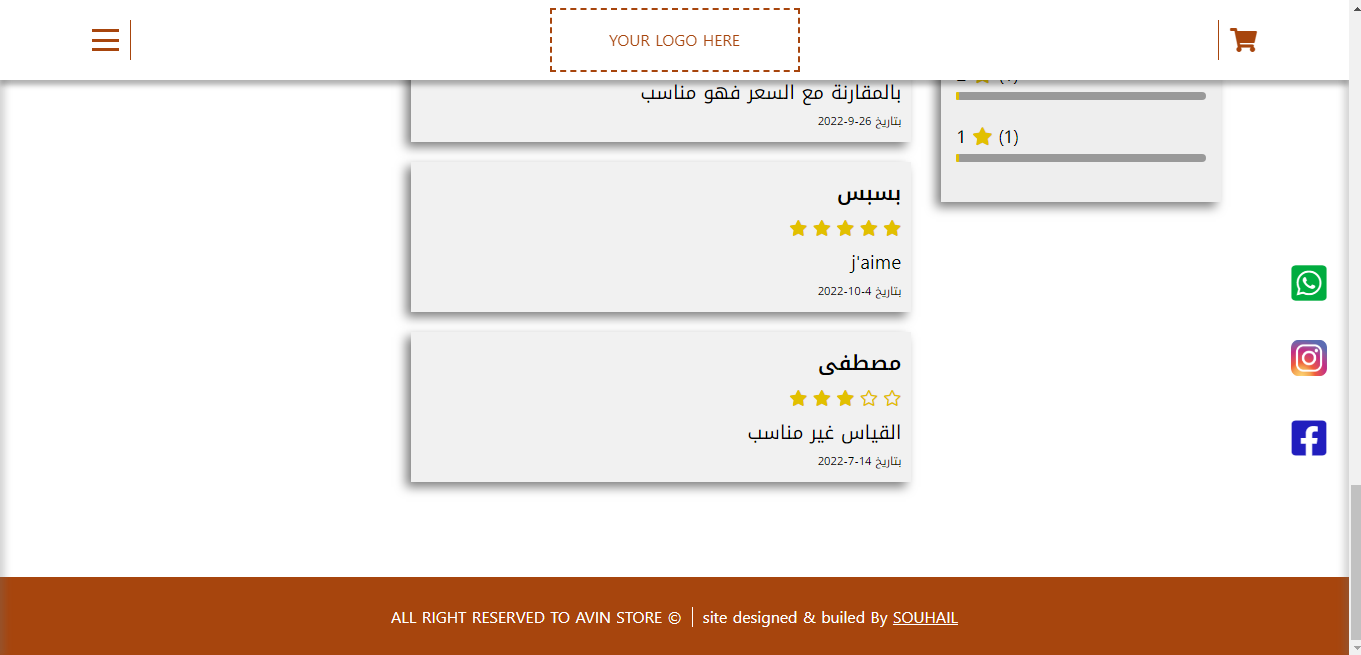 YOUR LOGO HERE
بالمقارنة مع السعر فهو مناسب
بتاريخ 26-9-2022
1 (1)
بسبس
j'aime
بتاريخ 4-10-2022
مصطفى
القياس غير مناسب
بتاريخ 14-7-2022
ALL RIGHT RESERVED TO AVIN STORE © | site designed & builed By SOUHAIL